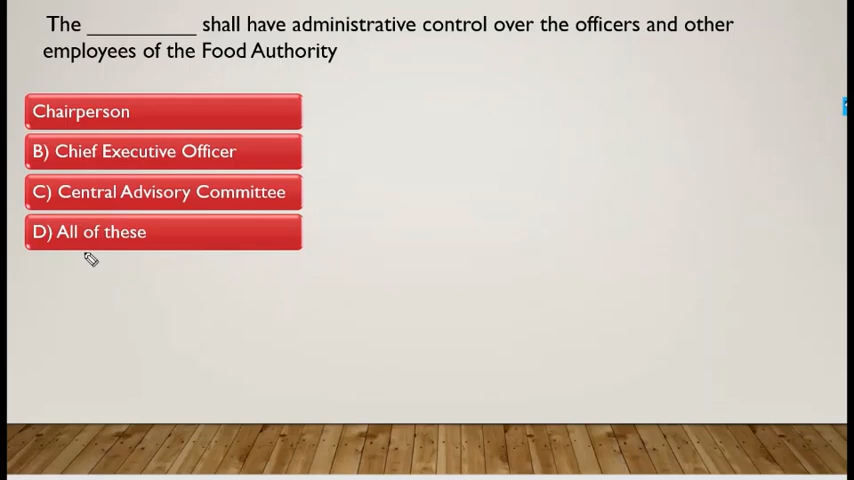 The __________ shall have administrative control over the officers and other
employees of the Food Authority
Chairperson
B) Chief Executive Officer
C) Central Advisory Committee
D) All of these